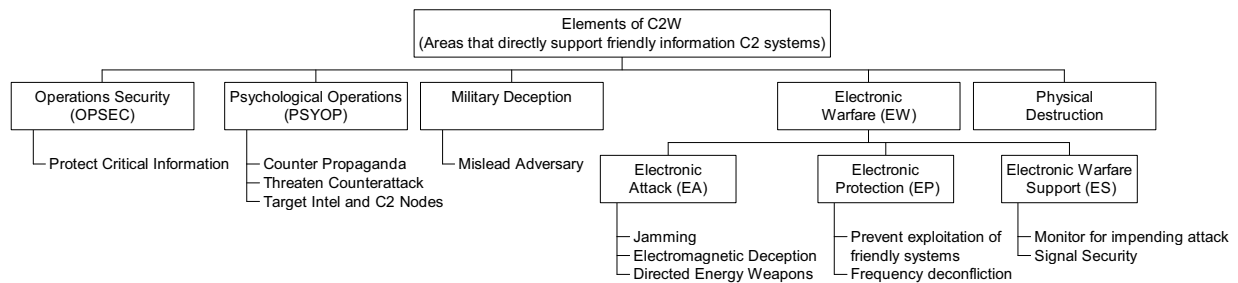 Elements of C2W
(Areas that directly support friendly information C2 systems)
Operations Security
(OPSEC)
Psychological Operations
(PSYOP)
Military Deception
Electronic
Warfare (EW)
Physical
Destruction
Protect Critical Information
Counter Propaganda
Threaten Counterattack
Target Intel and C2 Nodes
Mislead Adversary
Electronic
Attack (EA)
Electronic
Protection (EP)
Electronic Warfare
Support (ES)
Jamming
Electromagnetic Deception
Directed Energy Weapons
Prevent exploitation of
friendly systems
Frequency deconfliction
Monitor for impending attack
Signal Security